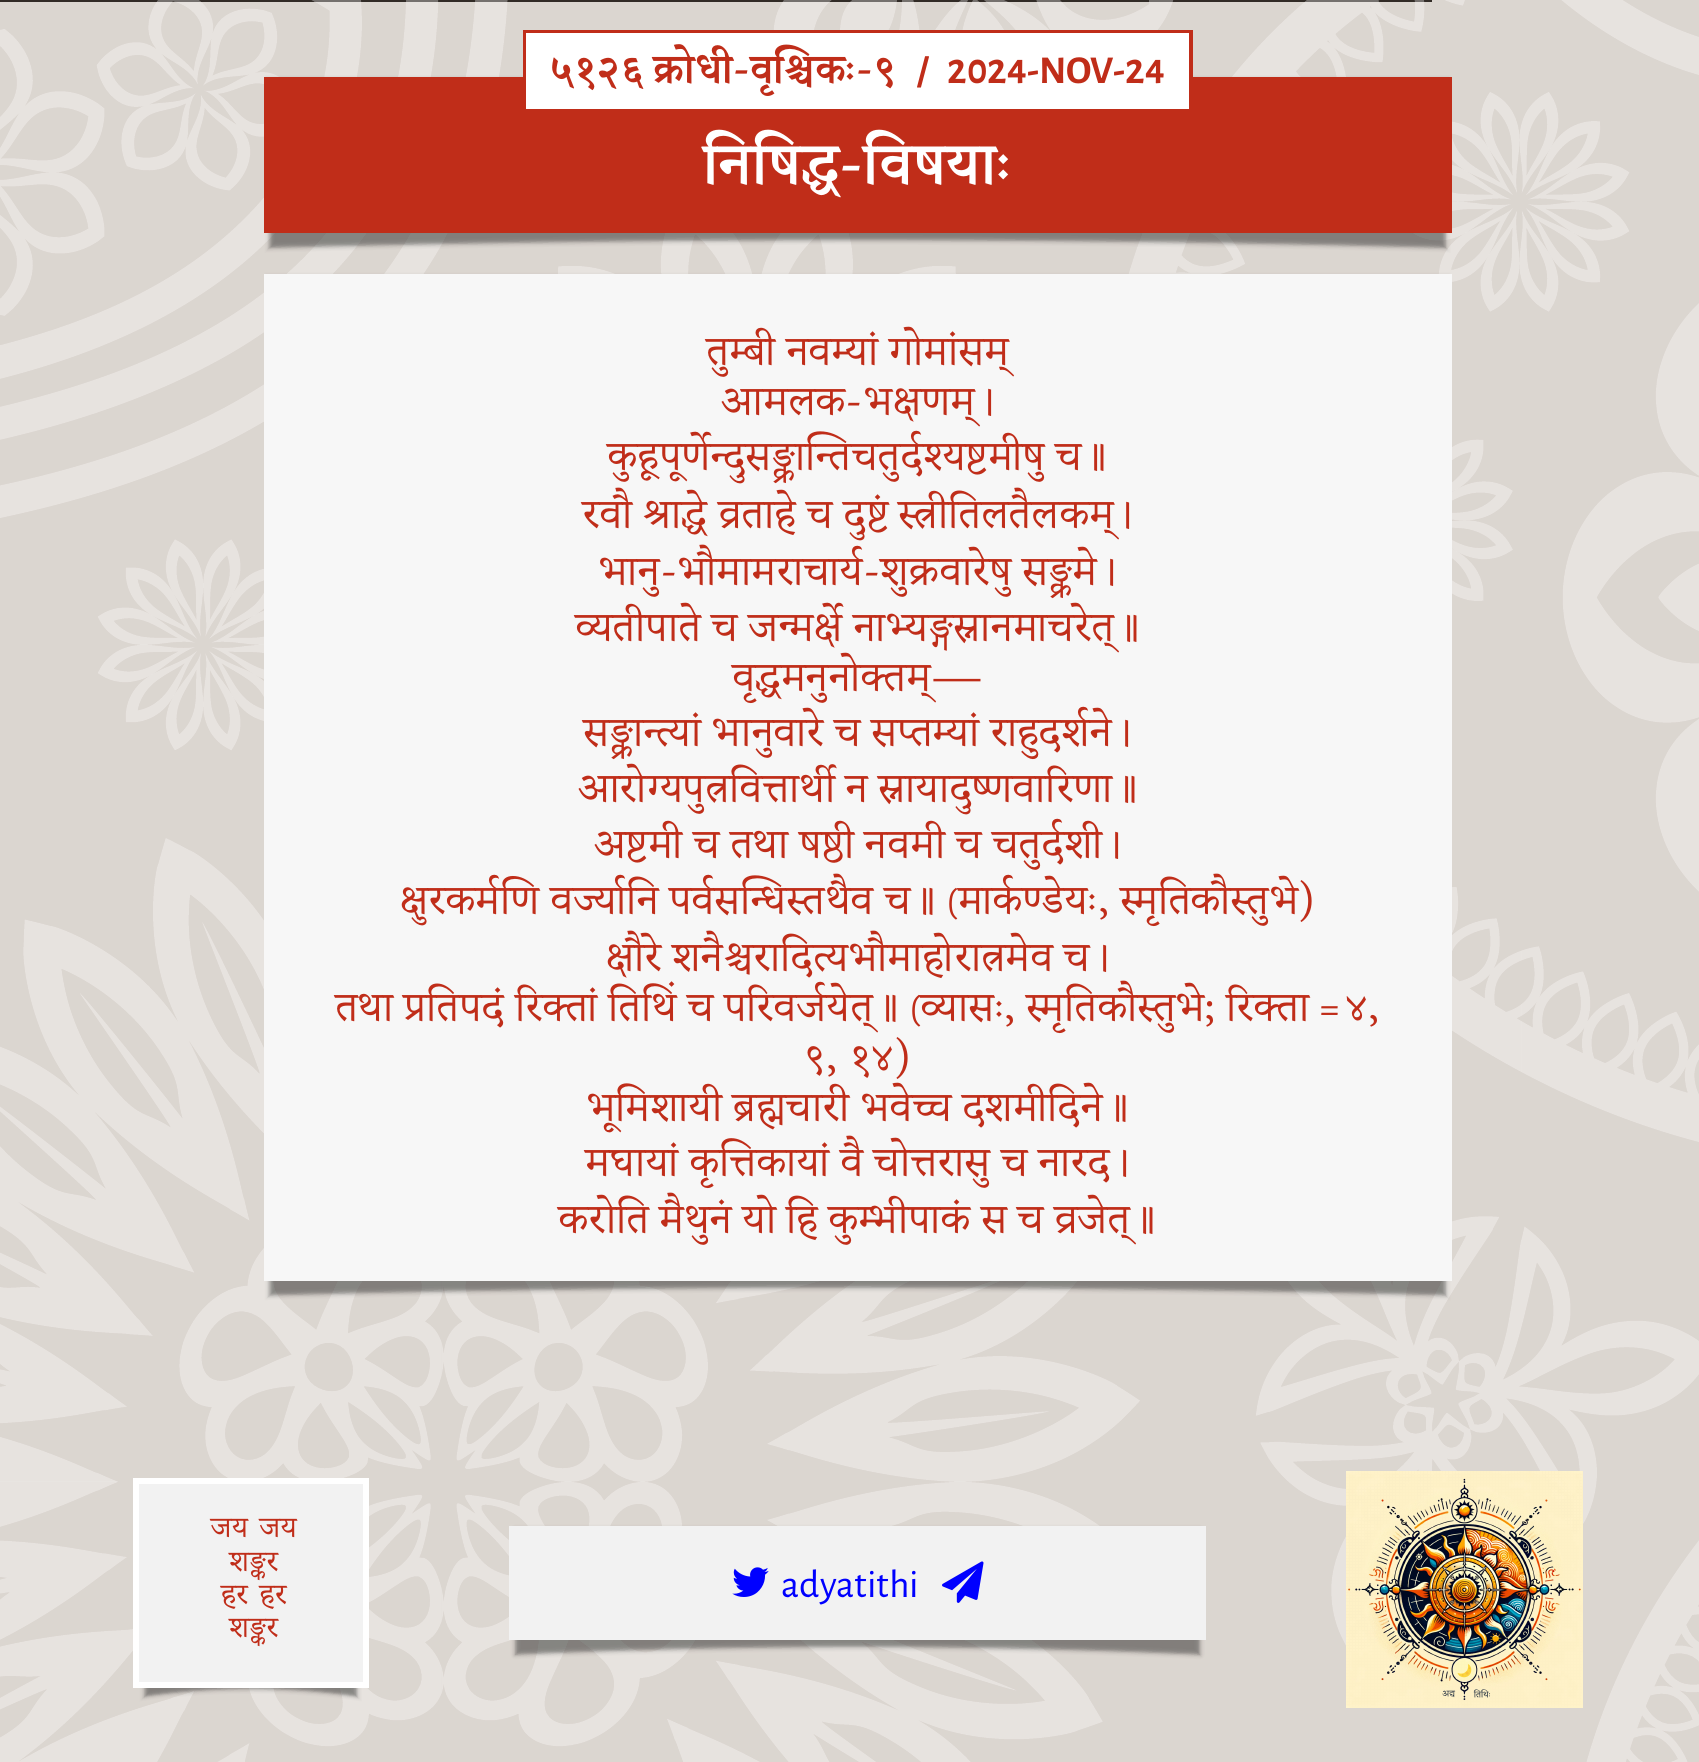 ५१२६ क्रोधी-वृश्चिकः-९ / 2024-NOV-24
निषिद्ध-विषयाः
तुम्बी नवम्यां गोमांसम्
आमलक-भक्षणम्।
कुहूपूर्णेन्दुसङ्क्रान्तिचतुर्दश्यष्टमीषु च॥
रवौ श्राद्धे व्रताहे च दुष्टं स्त्रीतिलतैलकम्।
भानु-भौमामराचार्य-शुक्रवारेषु सङ्क्रमे।
व्यतीपाते च जन्मर्क्षे नाभ्यङ्गस्नानमाचरेत्॥
वृद्धमनुनोक्तम्—
सङ्क्रान्त्यां भानुवारे च सप्तम्यां राहुदर्शने।
आरोग्यपुत्रवित्तार्थी न स्नायादुष्णवारिणा॥
अष्टमी च तथा षष्ठी नवमी च चतुर्दशी।
क्षुरकर्मणि वर्ज्यानि पर्वसन्धिस्तथैव च॥ (मार्कण्डेयः, स्मृतिकौस्तुभे)
क्षौरे शनैश्चरादित्यभौमाहोरात्रमेव च।
तथा प्रतिपदं रिक्तां तिथिं च परिवर्जयेत्॥ (व्यासः, स्मृतिकौस्तुभे; रिक्ता = ४,
९, १४)
भूमिशायी ब्रह्मचारी भवेच्च दशमीदिने॥
मघायां कृत्तिकायां वै चोत्तरासु च नारद।
करोति मैथुनं यो हि कुम्भीपाकं स च व्रजेत्॥
जय जय
शङ्कर
हर हर
शङ्कर
adyatithi
अद्य तिथिः